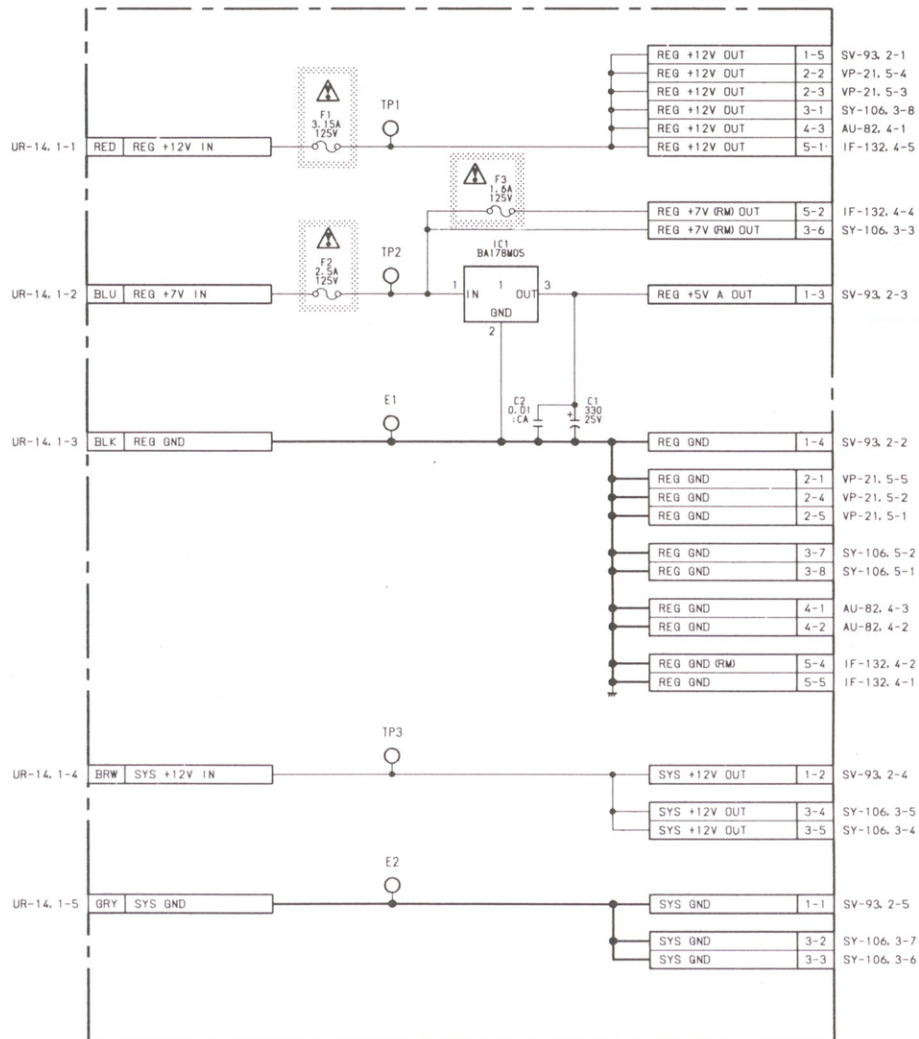 REG +12V OUT 1-5 SV-93. 2-1
REG +12V OUT 2-2 VP-21. 5-4
REG +12V OUT 2-3 VP-21. 5-3
REG +12V OUT 3-1 SY-106. 3-8
REG +12V OUT 4-3 AU-82. 4-1
F1
3.15A
125V
TP1
UR-14. 1-1 RED REG +12V IN
REG +12V OUT 5-1 IF-132. 4-5
F3
1.6A
125V
REG +7V (RM) OUT 5-2 IF-132. 4-4
REG +7V (RM) OUT 3-6 SY-106. 3-3
F2
2.5A
125V
TP2
IC1
BA178M05
UR-14. 1-2 BLU REG +7V IN
1 IN 1 OUT 3
GND
2
REG +5V A OUT 1-3 SV-93. 2-3
E1
C2
0.01
:CA
C1
330
25V
+
UR-14. 1-3 BLK REG GND
REG GND 1-4 SV-93. 2-2
REG GND 2-1 VP-21. 5-5
REG GND 2-4 VP-21. 5-2
REG GND 2-5 VP-21. 5-1
REG GND 3-7 SY-106. 5-2
REG GND 3-8 SY-106. 5-1
REG GND 4-1 AU-82. 4-3
REG GND 4-2 AU-82. 4-2
REG GND (RM) 5-4 IF-132. 4-2
REG GND 5-5 IF-132. 4-1
TP3
UR-14. 1-4 BRW SYS +12V IN
SYS +12V OUT 1-2 SV-93. 2-4
SYS +12V OUT 3-4 SY-106. 3-5
SYS +12V OUT 3-5 SY-106. 3-4
E2
UR-14. 1-5 GRY SYS GND
SYS GND 1-1 SV-93. 2-5
SYS GND 3-2 SY-106. 3-7
SYS GND 3-3 SY-106. 3-6